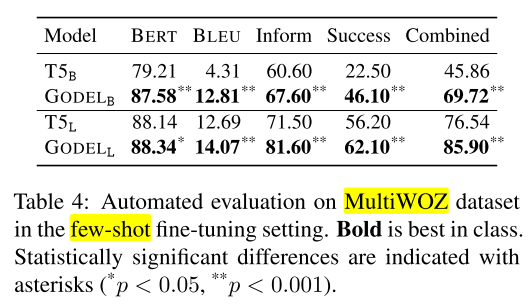 Model BERT BLEU Inform Success Combined
T5B 79.21 4.31 60.60 22.50 45.86
GODELB 87.58** 12.81** 67.60** 46.10** 69.72**
T5L 88.14 12.69 71.50 56.20 76.54
GODELL 88.34* 14.07** 81.60** 62.10** 85.90**
Table 4: Automated evaluation on MultiWOZ dataset
in the few-shot fine-tuning setting. Bold is best in class.
Statistically significant differences are indicated with
asterisks (*p < 0.05, **p < 0.001).